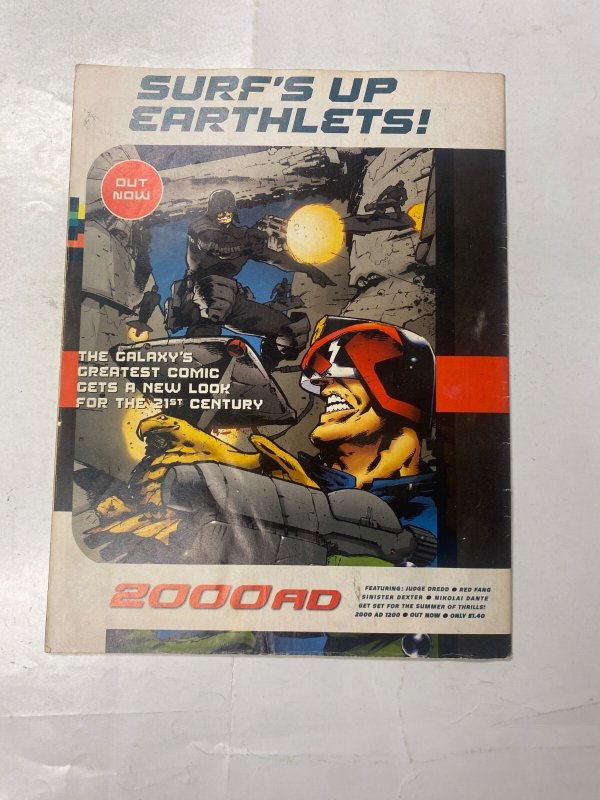 SURF'S UP
EARTHLETS!
OUT
NOW
THE GALAXY'S
GREATEST COMIC
GETS A NEW LOOK
FOR THE 21ST CENTURY
2000AD
FEATURING: JUDGE DREDD ● RED FANG
SINISTER DEXTER ● NIKOLAI DANTE
GET SET FOR THE SUMMER OF THRILLS!
2000 AD 1200 ● OUT NOW ● ONLY £1.40